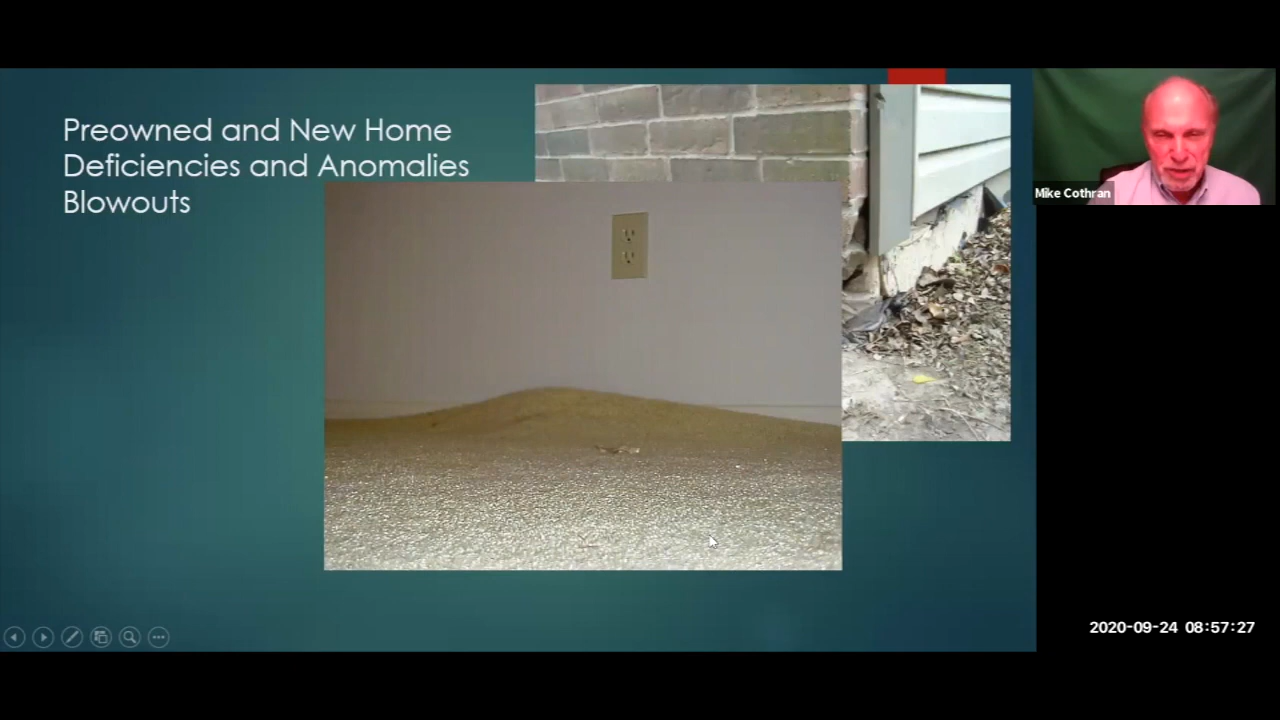 Preowned and New Home
Deficiencies and Anomalies
Blowouts
Mike Cothran
2020-09-24 08:57:27